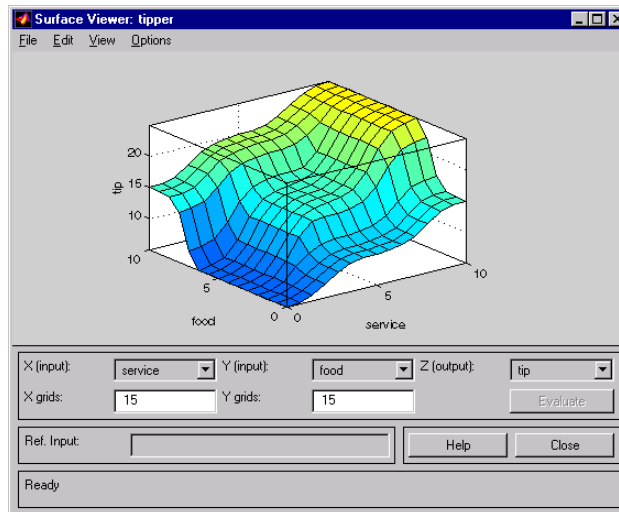 Surface Viewer: tipper
File Edit View Options
20
15
10
tip
10
5
0
food
0
5
10
service
X (input): service Y (input): food Z (output): tip
X grids: 15 Y grids: 15 Evaluate
Ref. Input: Help Close
Ready